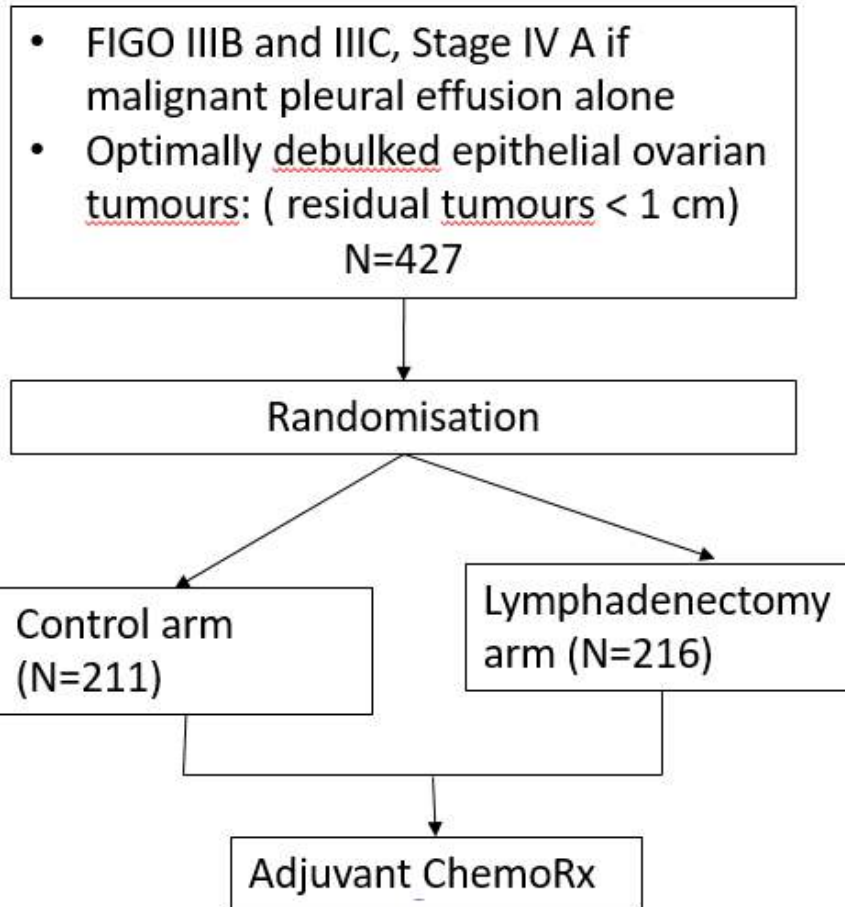 • FIGO IIIB and IIIC, Stage IV A if
malignant pleural effusion alone
• Optimally debulked epithelial ovarian
tumours: ( residual tumours < 1 cm)
N=427
Randomisation
Control arm
(N=211)
Lymphadenectomy
arm (N=216)
Adjuvant ChemoRx